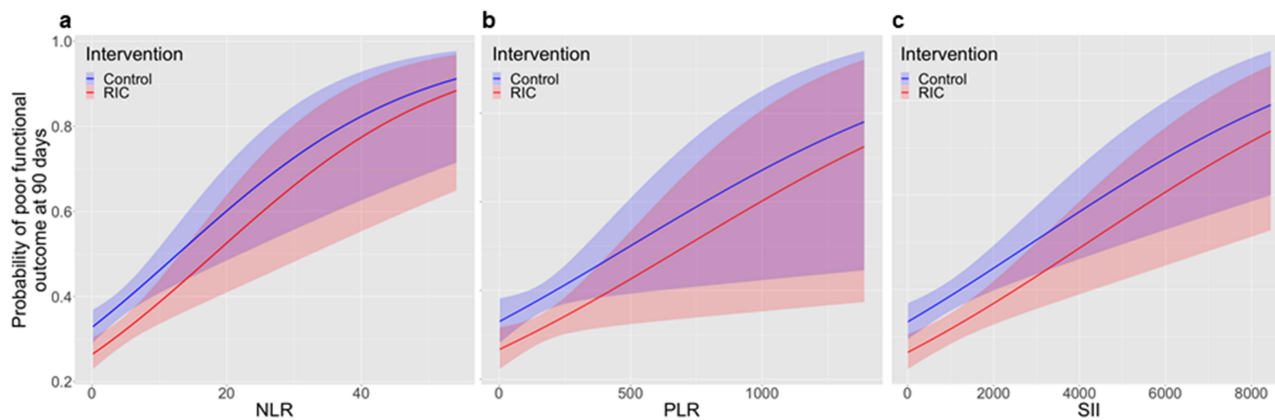 a
Intervention
Control
RIC
1.0
0.8
0.6
0.4
0.2
Probability of poor functional
outcome at 90 days
0 20 40
NLR
b
Intervention
Control
RIC
0 500 1000
PLR
c
Intervention
Control
RIC
0 2000 4000 6000 8000
SII